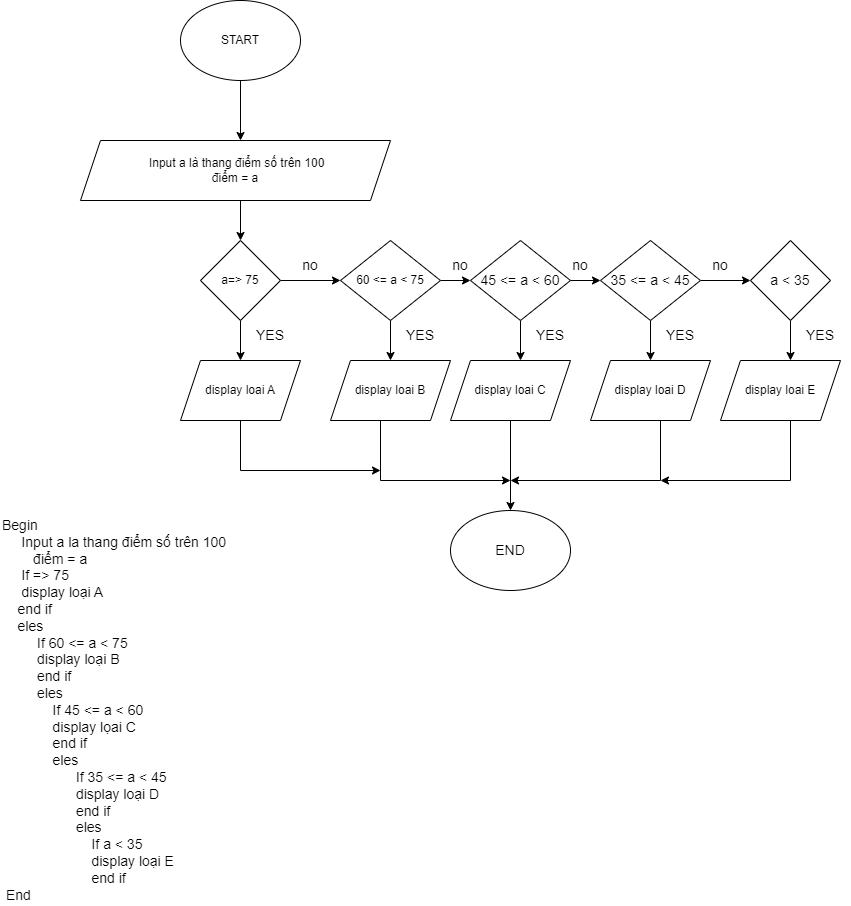 START
Input a là thang điểm số trên 100
điểm = a
a=> 75
no
60 <= a < 75
no
45 <= a < 60
no
35 <= a < 45
no
a < 35
YES
YES
YES
YES
YES
display loai A
display loai B
display loai C
display loai D
display loai E
END
Begin
Input a la thang điểm số trên 100
điểm = a
If => 75
display loại A
end if
eles
If 60 <= a < 75
display loại B
end if
eles
If 45 <= a < 60
display lọai C
end if
eles
If 35 <= a < 45
display loại D
end if
eles
If a < 35
display loại E
end if
End